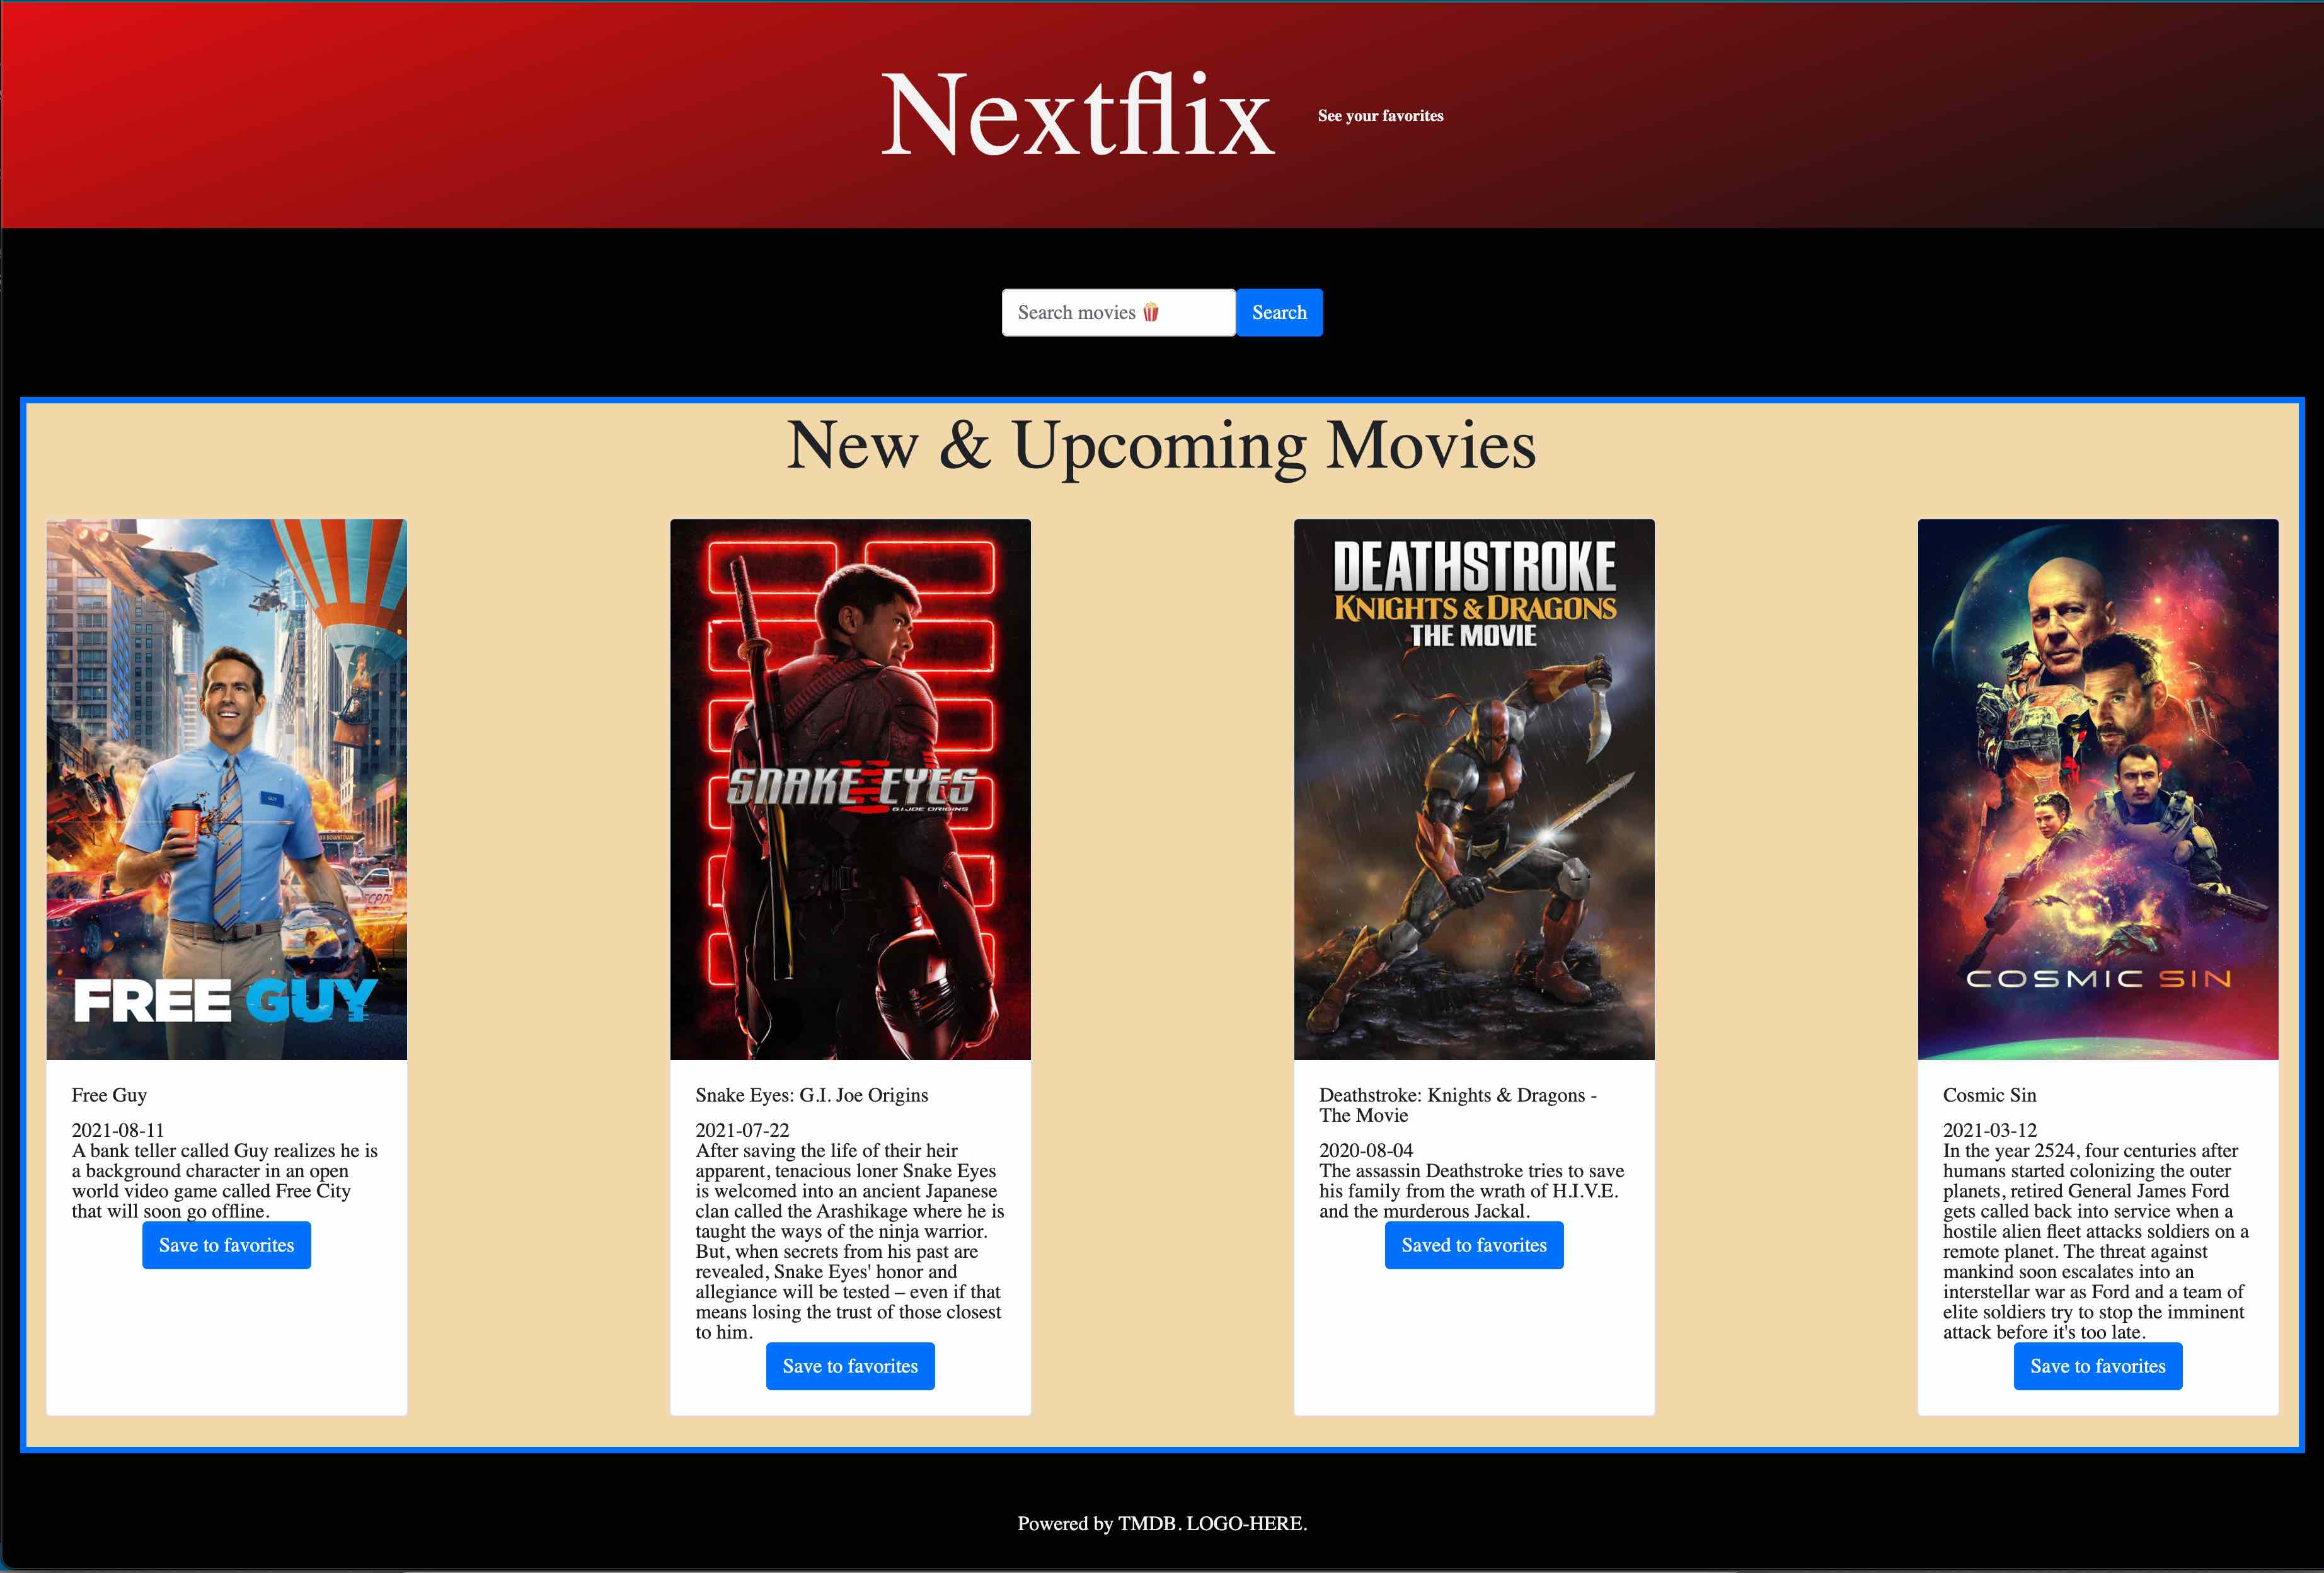 Nextflix
See your favorites
Search movies 🍿
Search
New & Upcoming Movies
FREE GUY
Free Guy
2021-08-11
A bank teller called Guy realizes he is
a background character in an open
world video game called Free City
that will soon go offline.
Save to favorites
SNAKE EYES
G.I. JOE ORIGINS
Snake Eyes: G.I. Joe Origins
2021-07-22
After saving the life of their heir
apparent, tenacious loner Snake Eyes
is welcomed into an ancient Japanese
clan called the Arashikage where he is
taught the ways of the ninja warrior.
But, when secrets from his past are
revealed, Snake Eyes' honor and
allegiance will be tested – even if that
means losing the trust of those closest
to him.
Save to favorites
DEATHSTROKE
KNIGHTS & DRAGONS
THE MOVIE
Deathstroke: Knights & Dragons -
The Movie
2020-08-04
The assassin Deathstroke tries to save
his family from the wrath of H.I.V.E.
and the murderous Jackal.
Saved to favorites
COSMIC SIN
Cosmic Sin
2021-03-12
In the year 2524, four centuries after
humans started colonizing the outer
planets, retired General James Ford
gets called back into service when a
hostile alien fleet attacks soldiers on a
remote planet. The threat against
mankind soon escalates into an
interstellar war as Ford and a team of
elite soldiers try to stop the imminent
attack before it's too late.
Save to favorites
Powered by TMDB. LOGO-HERE.